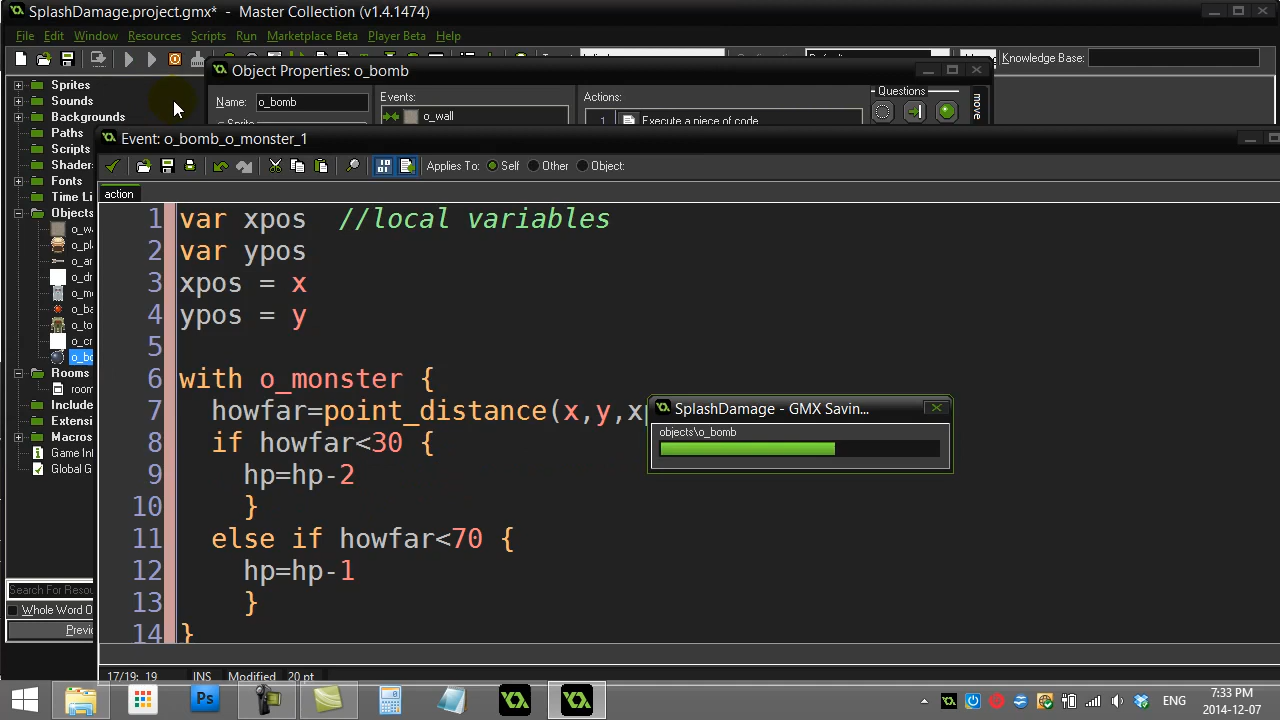 SplashDamage.project.gmx* - Master Collection (v1.4.1474)
File Edit Window Resources Scripts Run Marketplace Beta Player Beta Help
Knowledge Base:
Sprites
Sounds
Backgrounds
Paths
Scripts
Shader
Fonts
Time Li
Objects
o_wa
o_pla
o_ar
o_dr
o_mo
o_ba
o_to
o_cr
o_bo
Rooms
room
Include
Extensi
Macros
Game Inf
Global G
Search For Resou
Whole Word O
Previo
Object Properties: o_bomb
Name: o_bomb
Events:
o_wall
Actions:
1 Execute a piece of code
Questions
move
Event: o_bomb_o_monster_1
Applies To: Self Other Object:
action
1 var xpos //local variables
2 var ypos
3 xpos = x
4 ypos = y
5
6 with o_monster {
7 howfar=point_distance(x,y,xp
8 if howfar<30 {
9 hp=hp-2
10 }
11 else if howfar<70 {
12 hp=hp-1
13 }
14 }
SplashDamage - GMX Savin...
objects\o_bomb
17/19: 19 INS Modified 20 pt
Ps
ENG
7:33 PM
2014-12-07